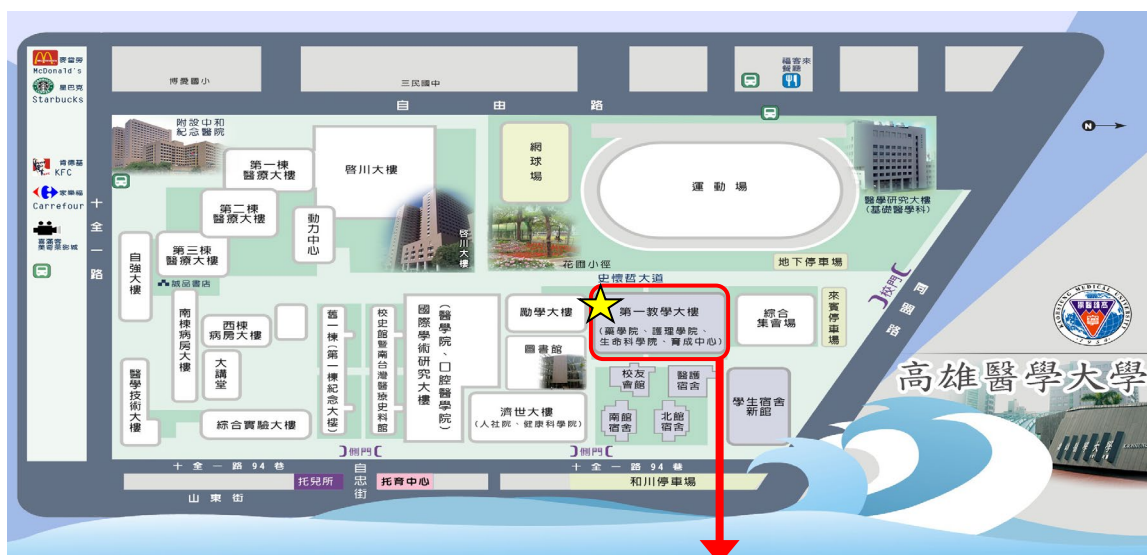 麥當勞
McDonald's
星巴克
Starbucks
肯德基
KFC
家樂福
Carrefour
十全一路
博愛國小
三民國中
福客來
餐廳
自由路
N
附設中和
紀念醫院
第一棟
醫療大樓
啓川大樓
網球場
運動場
醫學研究大樓
(基礎醫學科)
第二棟
醫療大樓
動力中心
啓川大樓
第三棟
醫療大樓
自強大樓
誠品書店
花園小徑
地下停車場
史懷哲大道
校門
同盟路
南棟病房大樓
西棟
病房大樓
大講堂
舊一棟(第一棟紀念大樓)
校史館暨南台灣醫療史料館
國際學術研究大樓
(醫學院、口腔醫學院)
勵學大樓
第一教學大樓
(藥學院、護理學院、
生命科學院、育成中心)
綜合
集會場
來賓停車場
圖書館
校友
會館
醫護
宿舍
醫學技術大樓
綜合實驗大樓
濟世大樓
(人社院、健康科學院)
南館
宿舍
北館
宿舍
學生宿舍
新館
高雄醫學大學
KAOHSIUNG MEDICAL UNIVERSITY
1954
側門
側門
十全一路94巷
自忠街
十全一路94巷
托兒所
托育中心
和川停車場
山東街